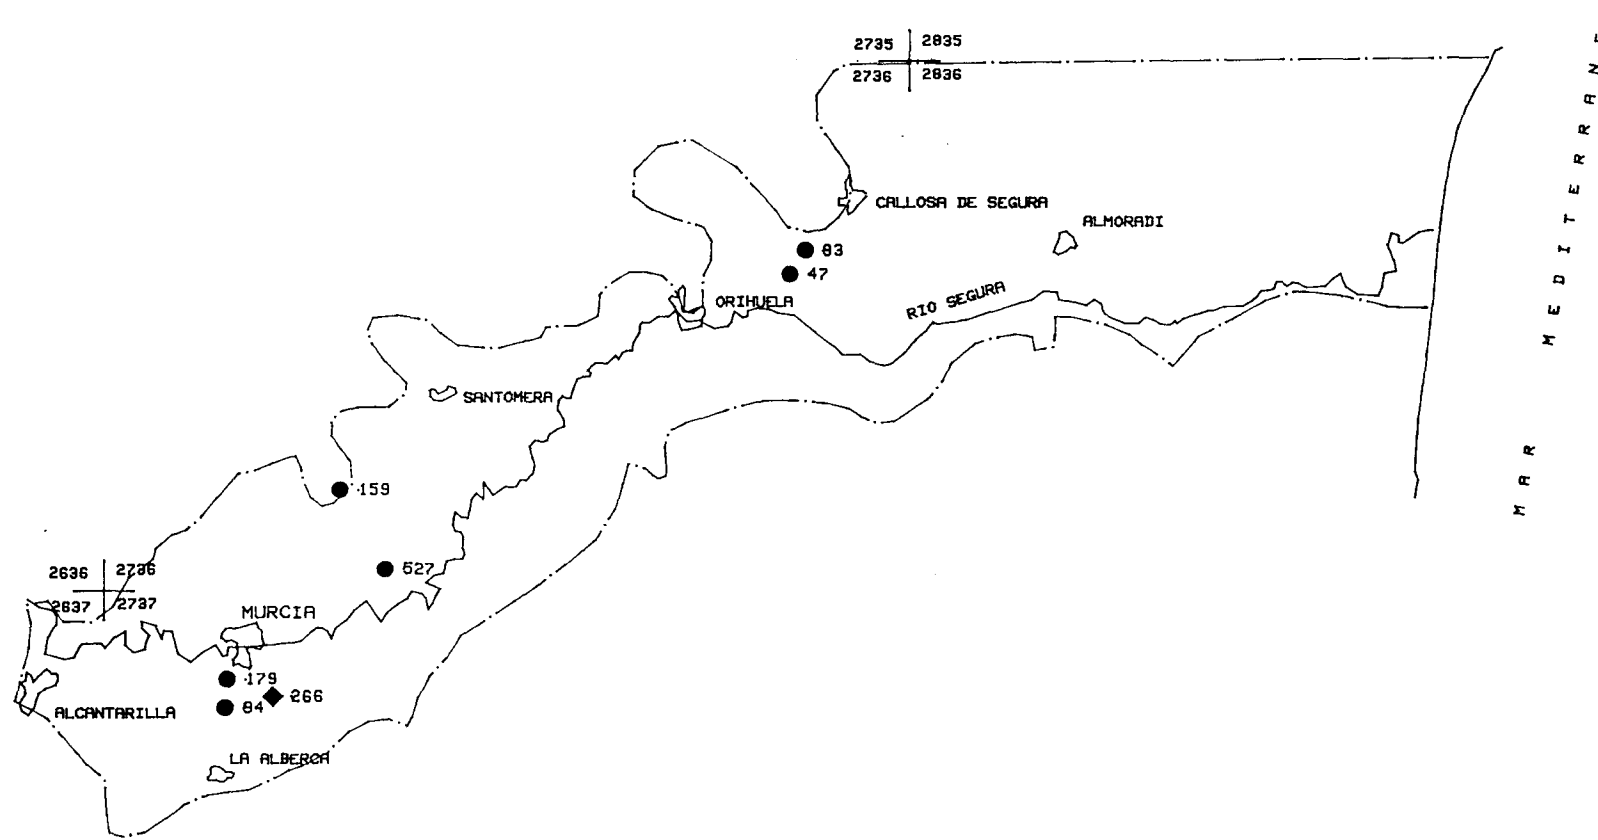 2735 2835
2736 2836
CALLOSA DE SEGURA
ALMORADI
83
47
ORIHUELA
RIO SEGURA
SANTOMERA
159
527
2636 2736
2637 2737
MURCIA
179
266
84
ALCANTARILLA
LA ALBERCA
MAR MEDITERRANE